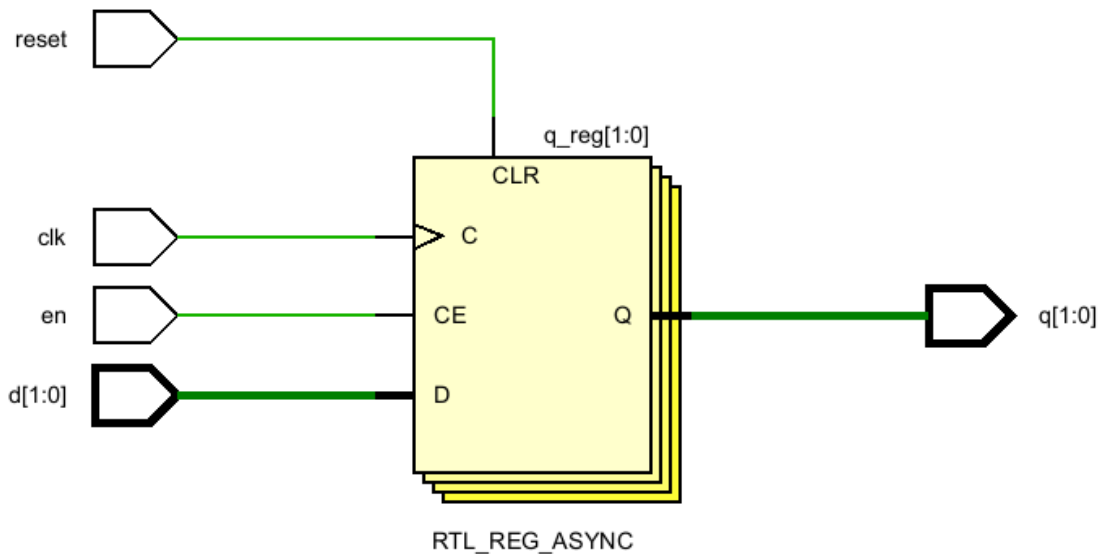 reset
q_reg[1:0]
CLR
clk
C
en
CE
Q
q[1:0]
d[1:0]
D
RTL_REG_ASYNC